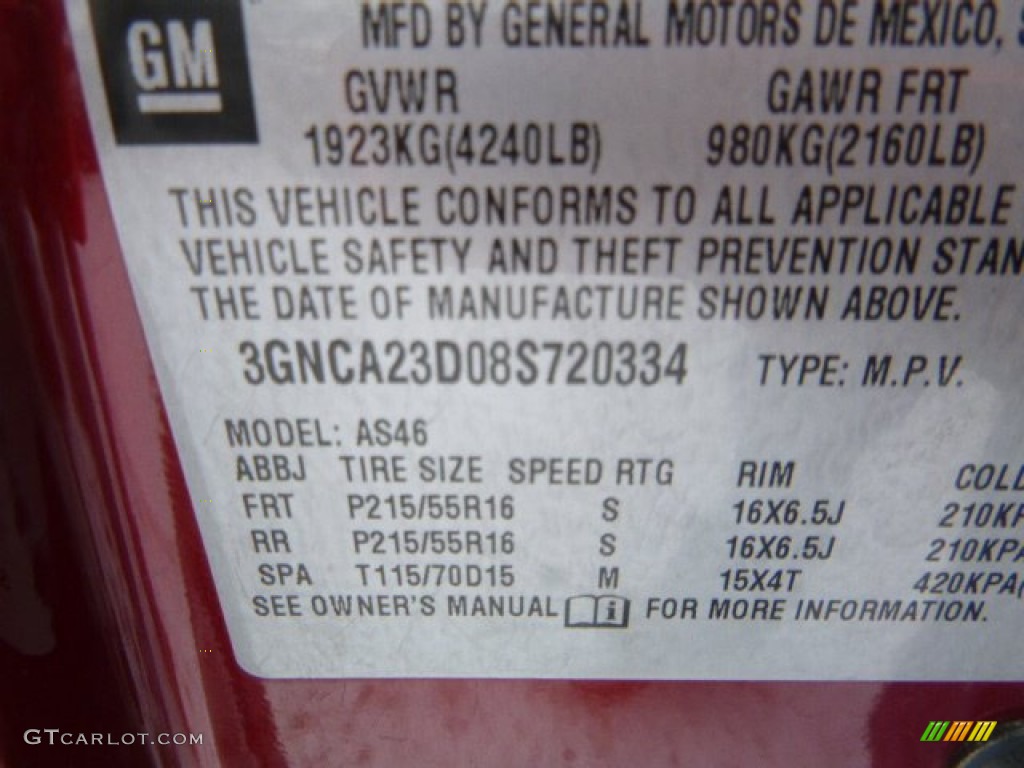 GM
MFD BY GENERAL MOTORS DE MEXICO, S
GVWR GAWR FRT
1923KG(4240LB) 980KG(2160LB)
THIS VEHICLE CONFORMS TO ALL APPLICABLE
VEHICLE SAFETY AND THEFT PREVENTION STAN
THE DATE OF MANUFACTURE SHOWN ABOVE.
3GNCA23D08S720334 TYPE: M.P.V.
MODEL: AS46
ABBJ TIRE SIZE SPEED RTG RIM COLD
FRT P215/55R16 S 16X6.5J 210KP
RR P215/55R16 S 16X6.5J 210KPA
SPA T115/70D15 M 15X4T 420KPA(
SEE OWNER'S MANUAL i FOR MORE INFORMATION.
GTCARLOT.COM